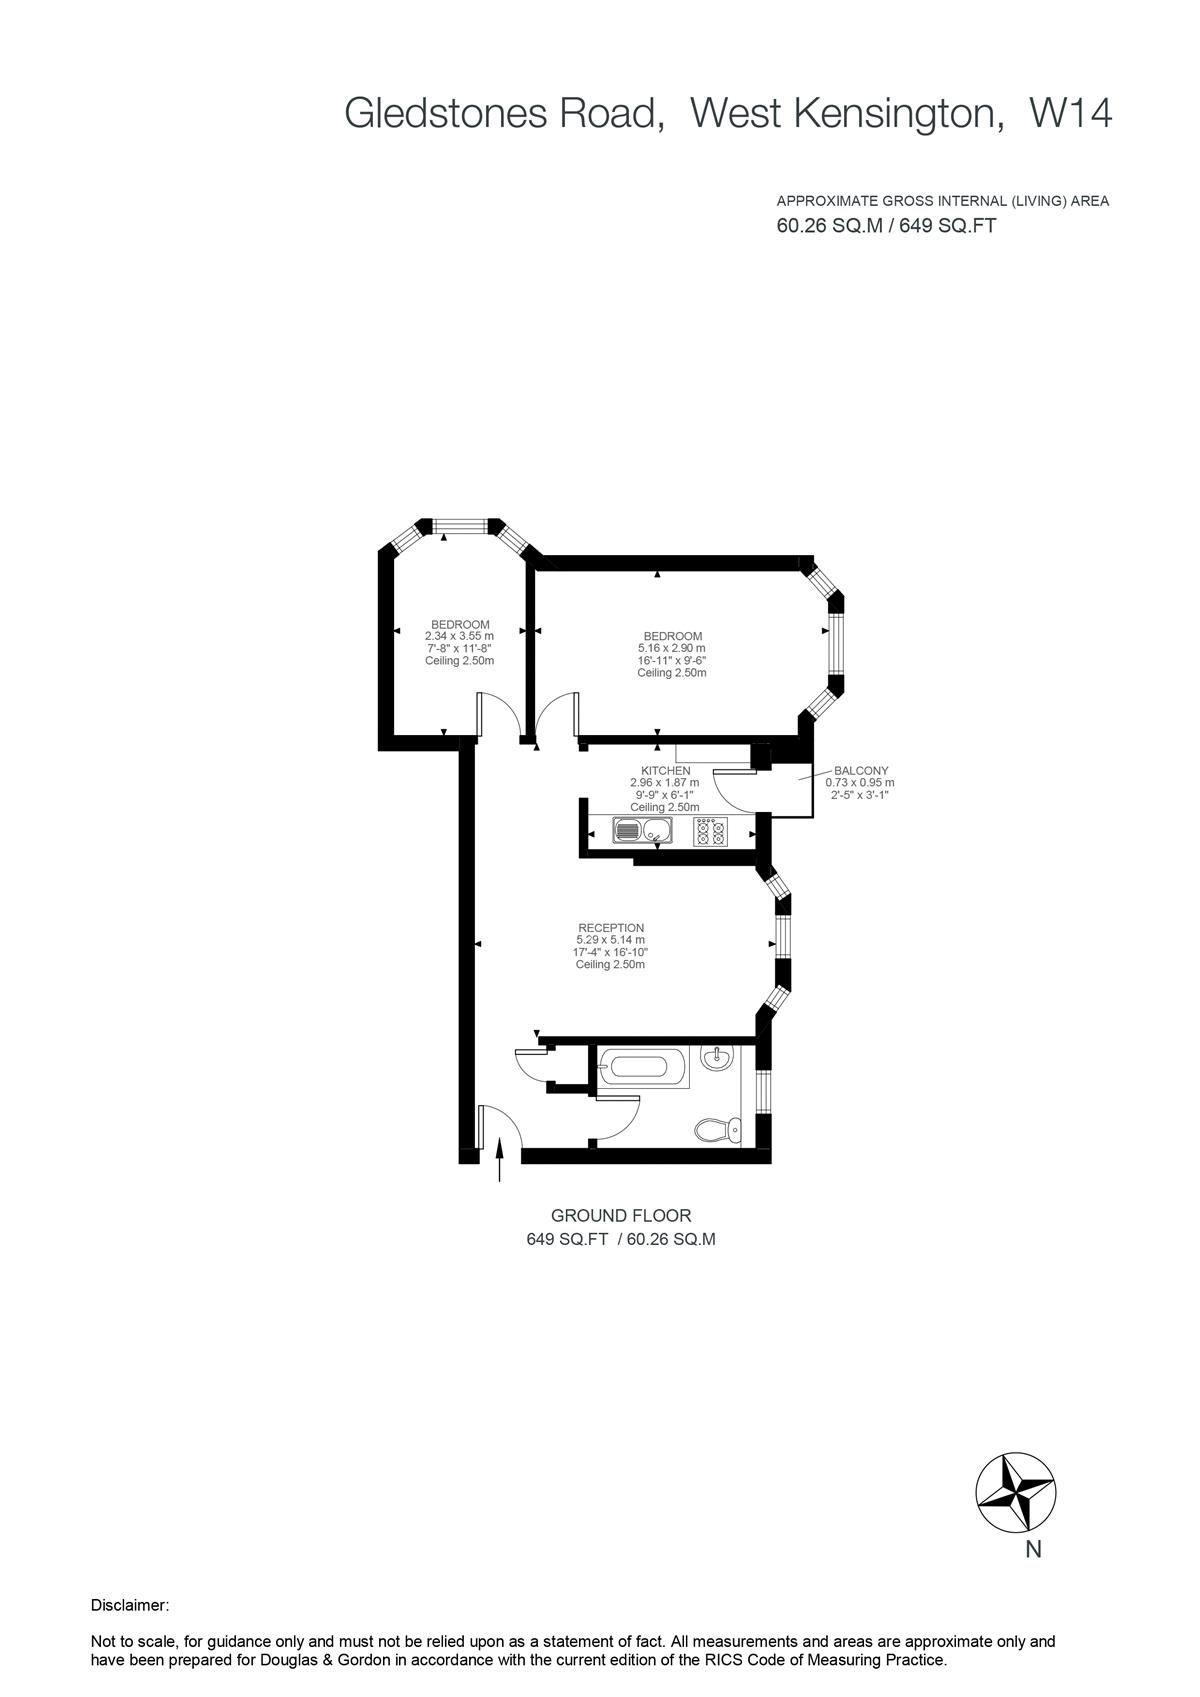 Gledstones Road, West Kensington, W14
APPROXIMATE GROSS INTERNAL (LIVING) AREA
60.26 SQ.M / 649 SQ.FT
BEDROOM
2.34 x 3.55 m
7'-8" x 11'-8"
Ceiling 2.50m
BEDROOM
5.16 x 2.90 m
16'-11" x 9'-6"
Ceiling 2.50m
KITCHEN
2.96 x 1.87 m
9'-9" x 6'-1"
Ceiling 2.50m
BALCONY
0.73 x 0.95 m
2'-5" x 3'-1"
RECEPTION
5.29 x 5.14 m
17'-4" x 16'-10"
Ceiling 2.50m
GROUND FLOOR
649 SQ.FT / 60.26 SQ.M
N
Disclaimer:
Not to scale, for guidance only and must not be relied upon as a statement of fact. All measurements and areas are approximate only and
have been prepared for Douglas & Gordon in accordance with the current edition of the RICS Code of Measuring Practice.